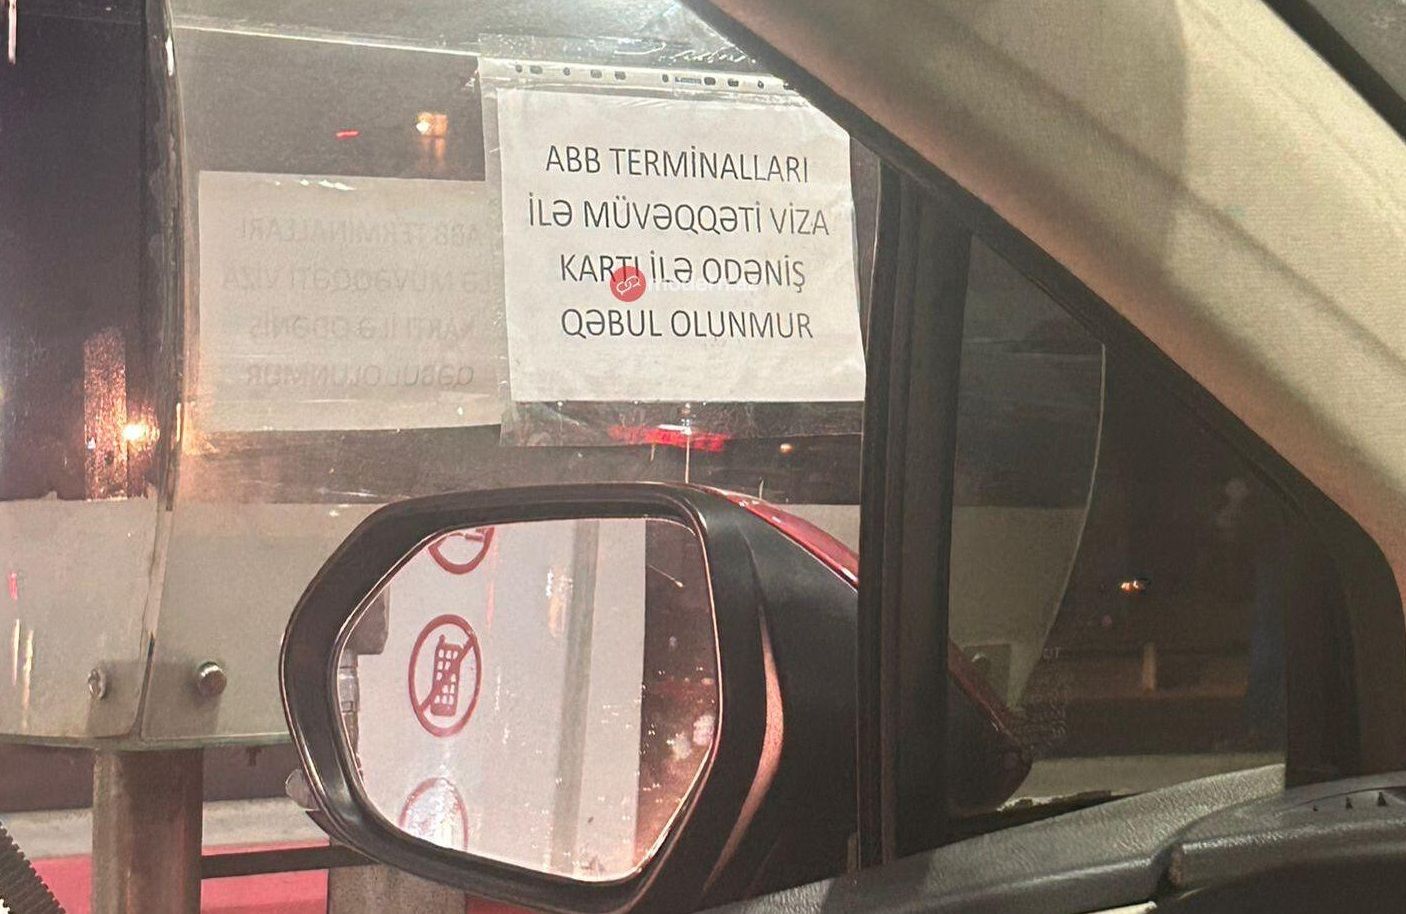 ABB TERMİNALLARI
İLƏ MÜVƏQQƏTİ VİZA
KARTI İLƏ ODƏNİŞ
QƏBUL OLUNMUR